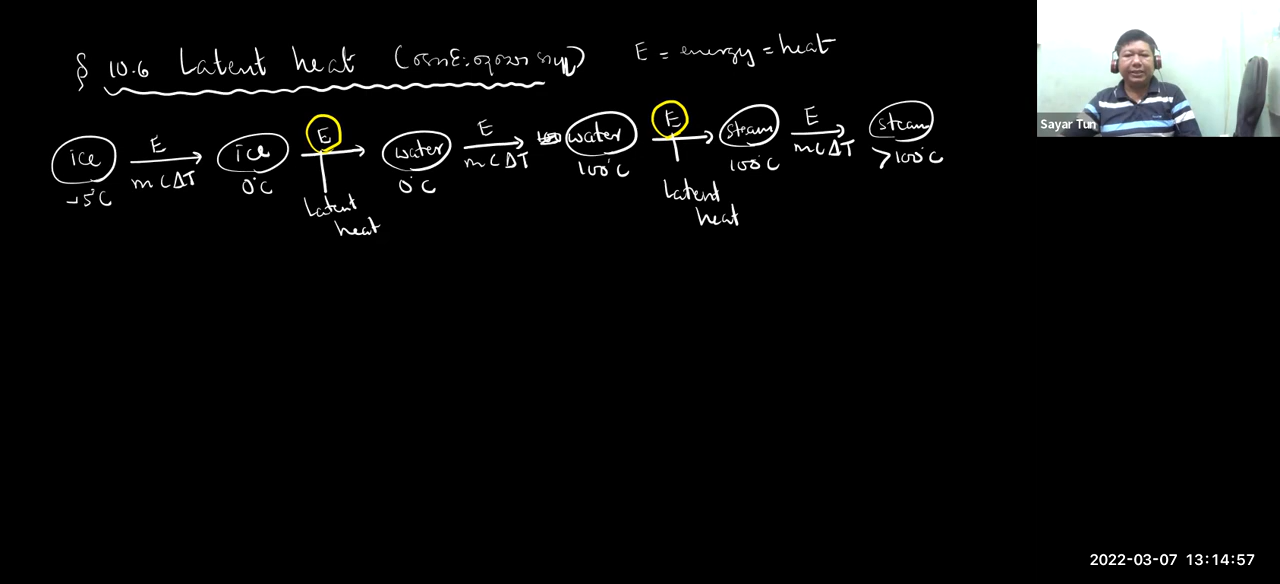 § 10.6 Latent heat E = energy = heat
ice E ice E water E water E steam E steam
-5°C mCΔT 0°C 0°C mCΔT 100°C 100°C mCΔT >100°C
Latent heat
Latent heat
Sayar Tun
2022-03-07 13:14:57